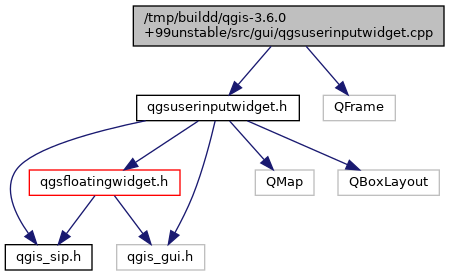 /tmp/buildd/qgis-3.6.0
+99unstable/src/gui/qgsuserinputwidget.cpp
qgsuserinputwidget.h
QFrame
qgsfloatingwidget.h
QMap
QBoxLayout
qgis_sip.h
qgis_gui.h